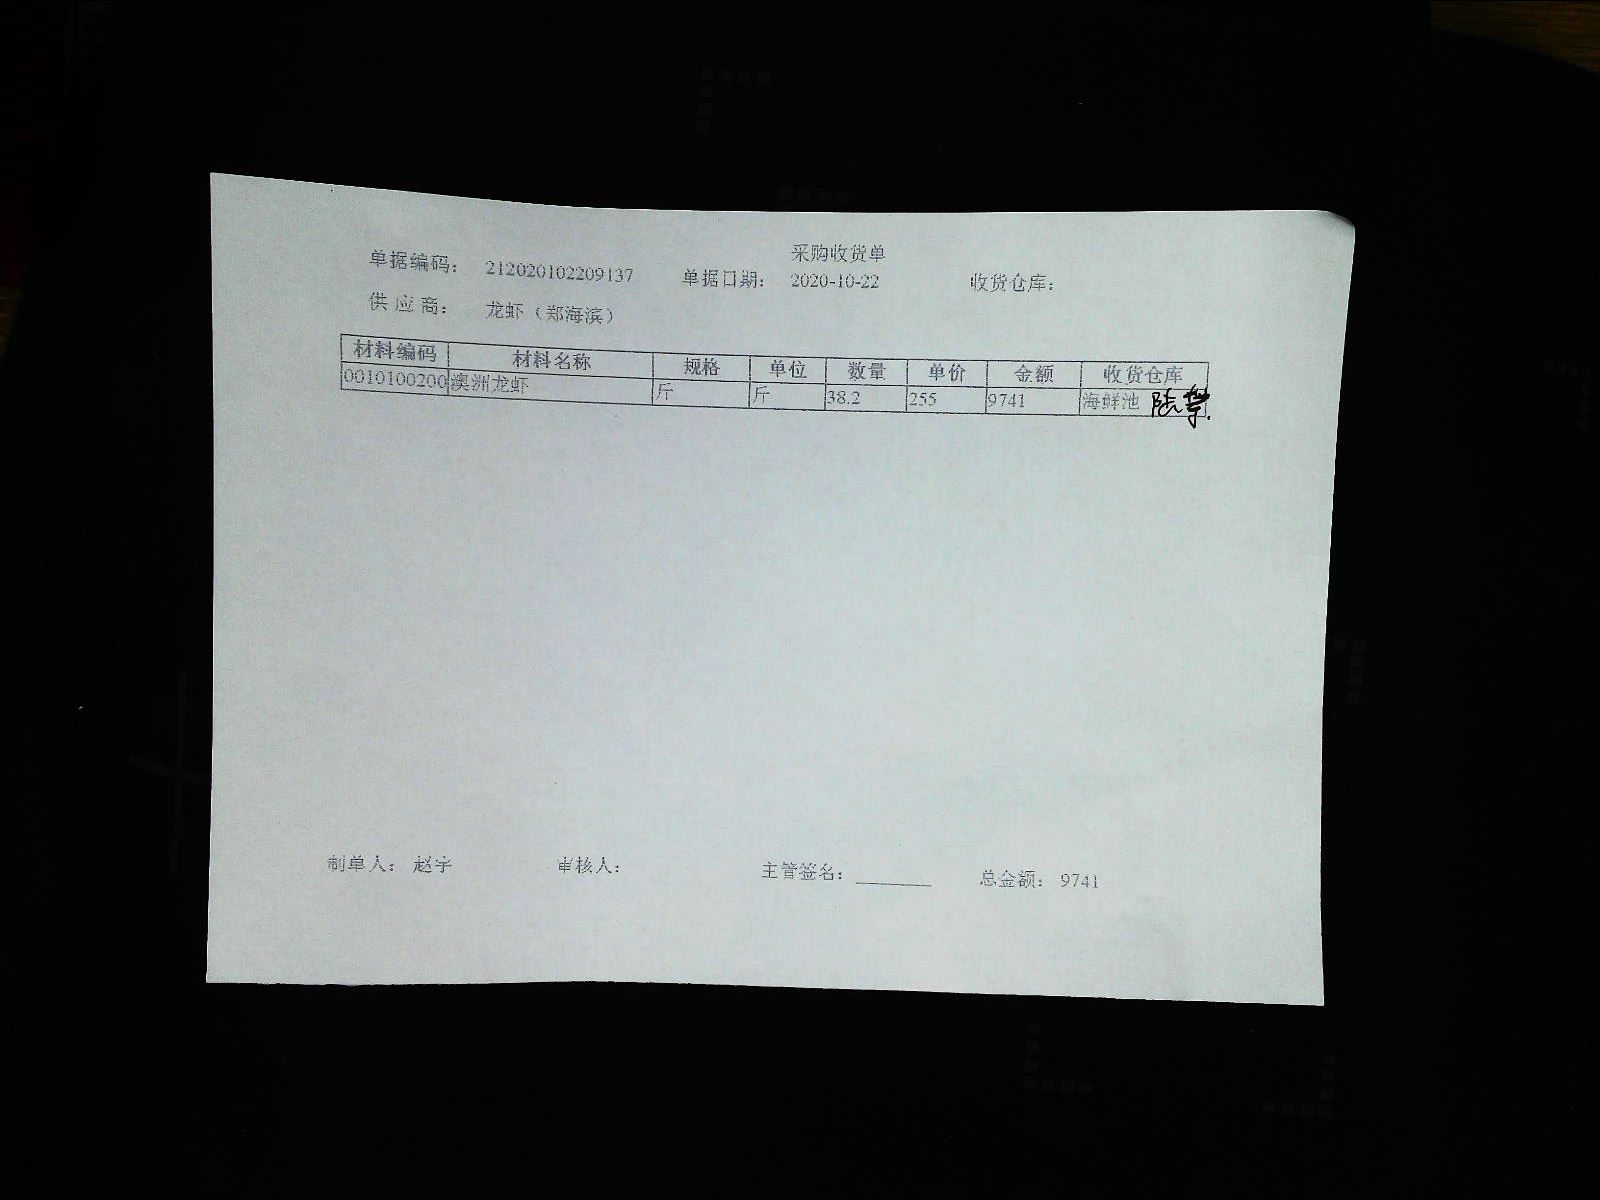 采购收货单
单据编码： 212020102209137 单据日期： 2020-10-22 收货仓库：
供 应 商： 龙虾（郑海滨）
材料编码 材料名称 规格 单位 数量 单价 金额 收货仓库
0010100200 澳洲龙虾 斤 斤 38.2 255 9741 海鲜池
制单人： 赵宇 审核人： 主管签名： 总金额： 9741